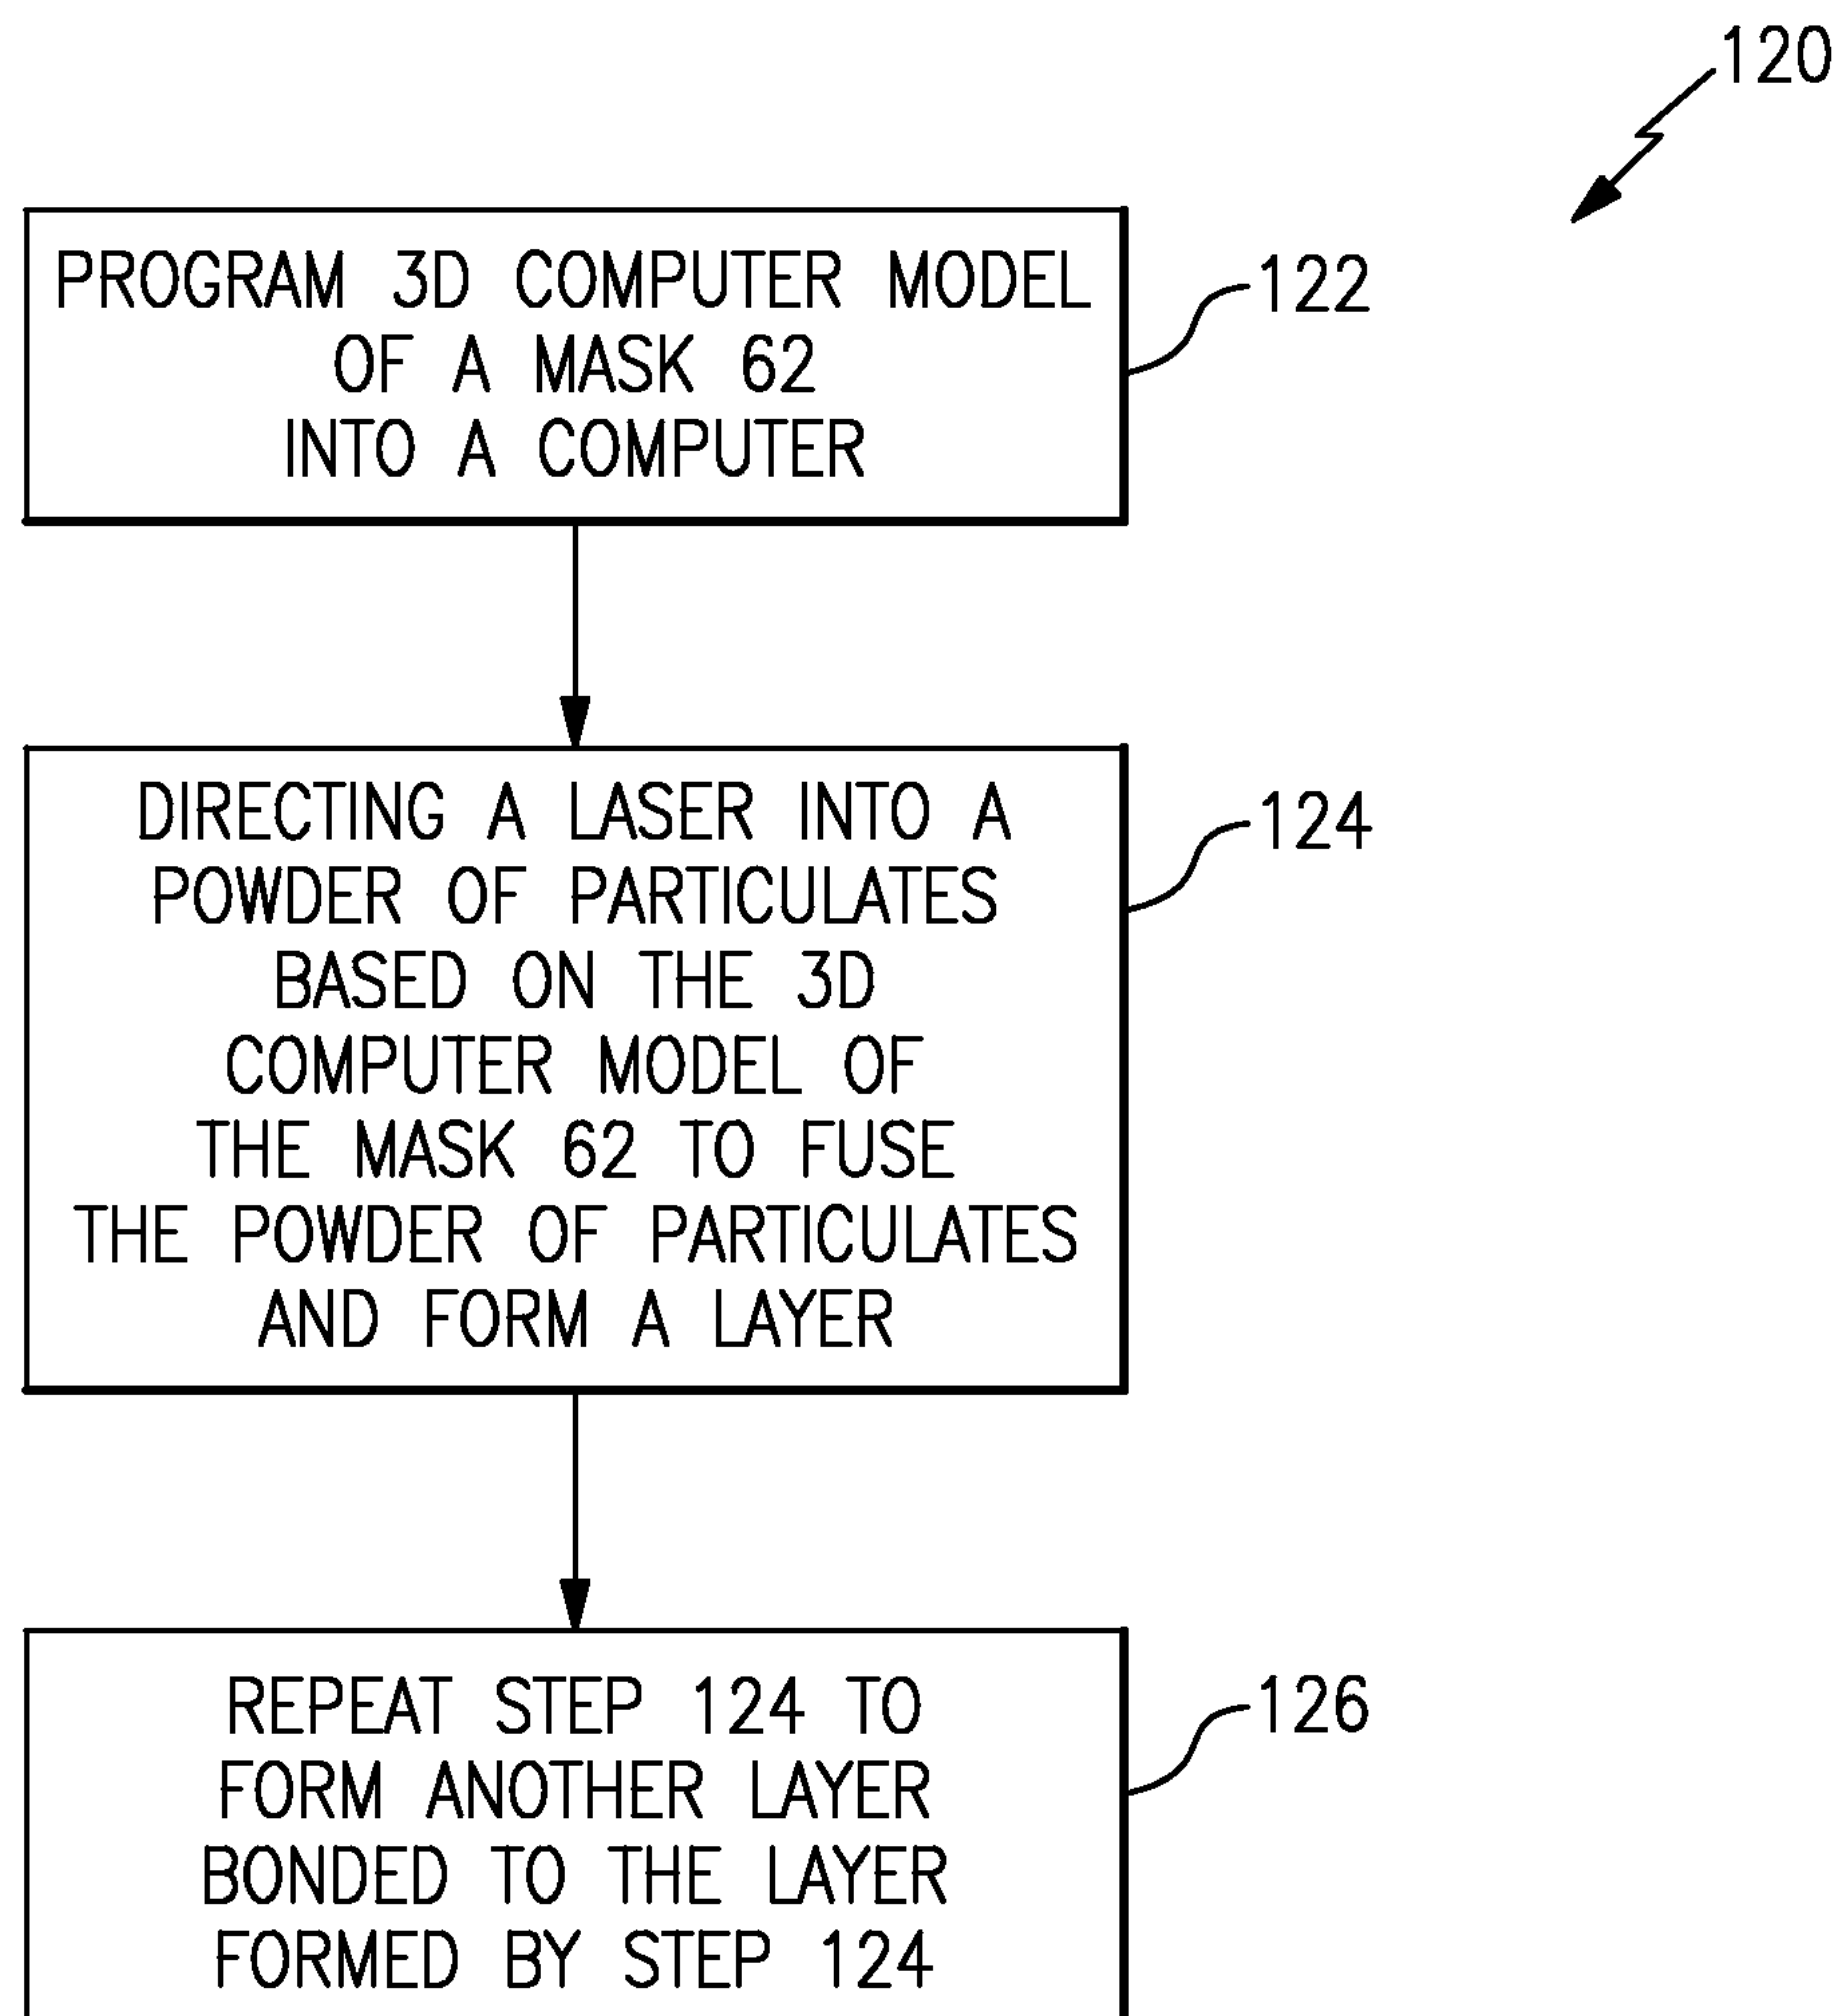 120
PROGRAM 3D COMPUTER MODEL
OF A MASK 62
INTO A COMPUTER
122
DIRECTING A LASER INTO A
POWDER OF PARTICULATES
BASED ON THE 3D
COMPUTER MODEL OF
THE MASK 62 TO FUSE
THE POWDER OF PARTICULATES
AND FORM A LAYER
124
REPEAT STEP 124 TO
FORM ANOTHER LAYER
BONDED TO THE LAYER
FORMED BY STEP 124
126